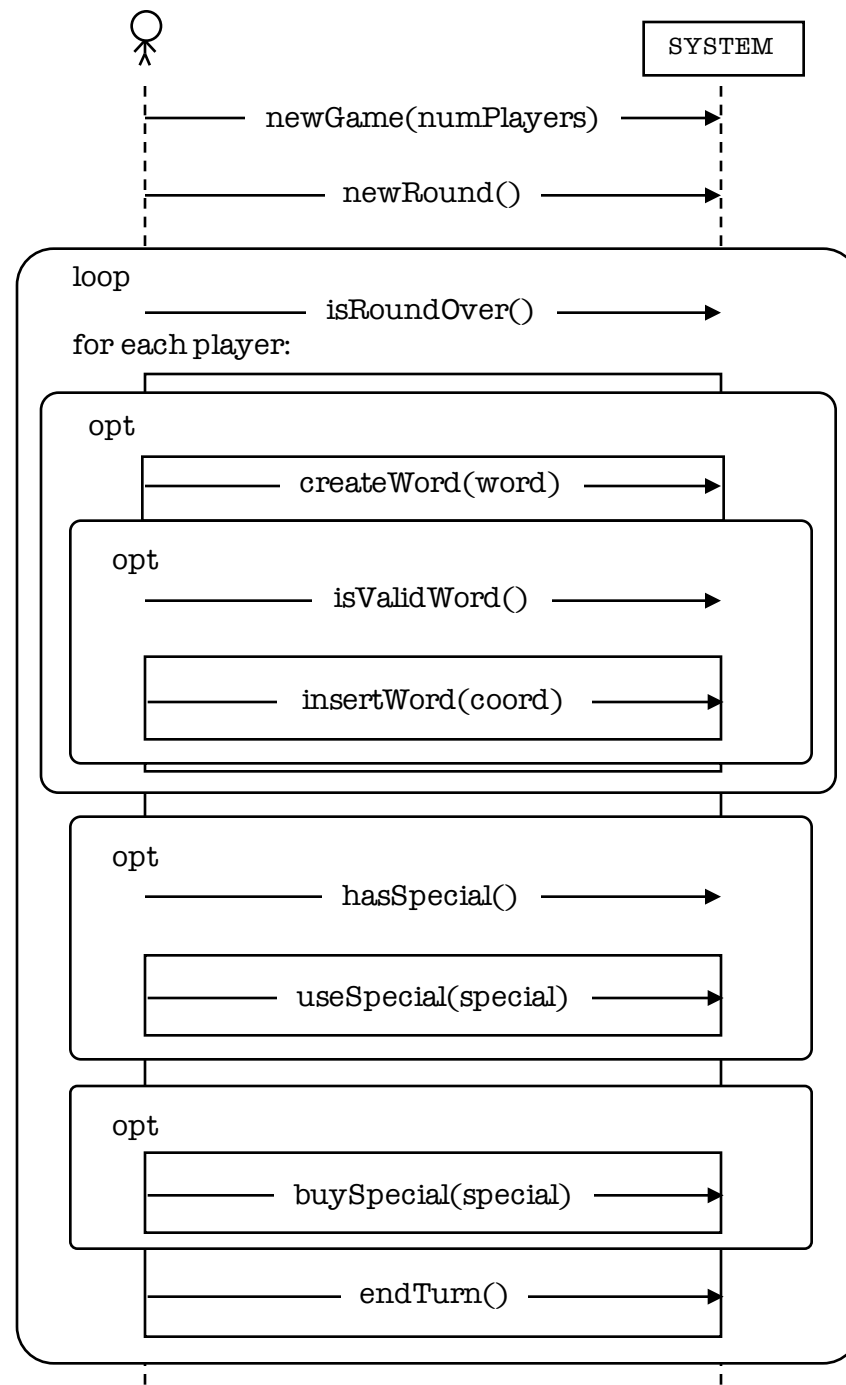 SYSTEM
newGame(numPlayers)
newRound()
loop
isRoundOver()
for each player:
opt
createWord(word)
opt
isValidWord()
insertWord(coord)
opt
hasSpecial()
useSpecial(special)
opt
buySpecial(special)
endTurn()